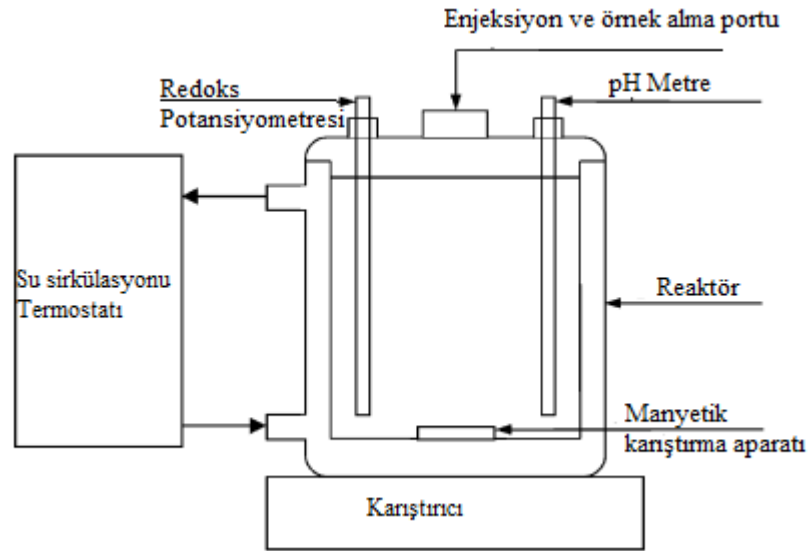 Enjeksiyon ve örnek alma portu
Redoks
Potansiyometresi
pH Metre
Su sirkülasyonu
Termostatı
Reaktör
Manyetik
karıştırma aparatı
Karıştırıcı